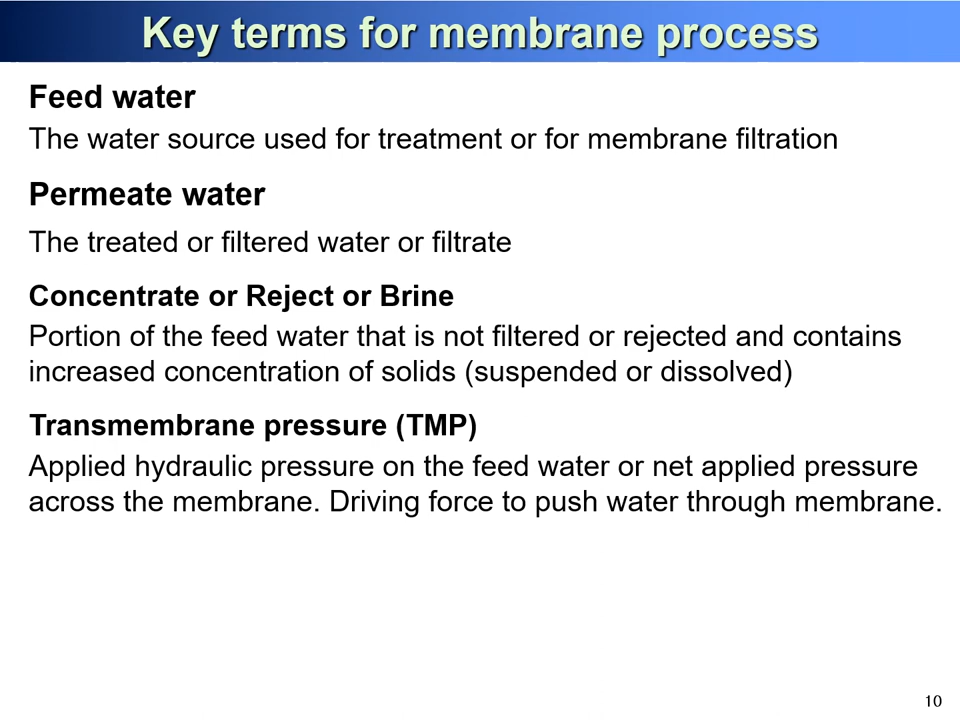 Key terms for membrane process
Feed water
The water source used for treatment or for membrane filtration
Permeate water
The treated or filtered water or filtrate
Concentrate or Reject or Brine
Portion of the feed water that is not filtered or rejected and contains
increased concentration of solids (suspended or dissolved)
Transmembrane pressure (TMP)
Applied hydraulic pressure on the feed water or net applied pressure
across the membrane. Driving force to push water through membrane.
10